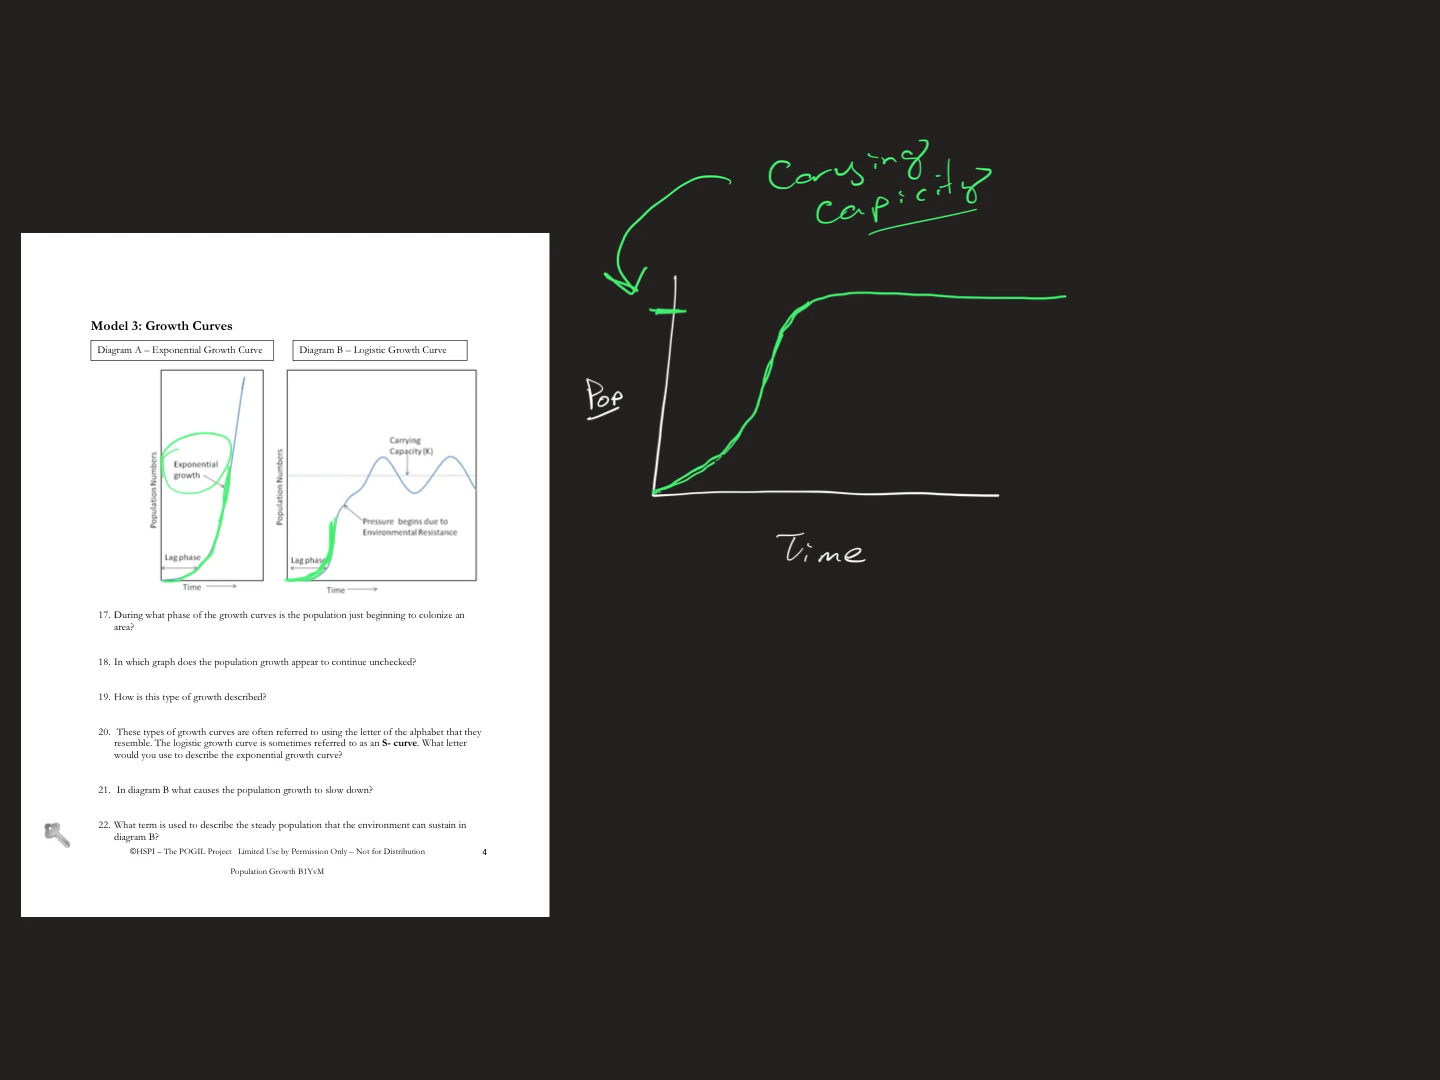 Model 3: Growth Curves
Diagram A – Exponential Growth Curve
Diagram B – Logistic Growth Curve
Population Numbers
Exponential
growth
Lag phase
Time
Population Numbers
Carrying
Capacity(K)
Pressure begins due to
Environmental Resistance
Lag phase
Time
17. During what phase of the growth curves is the population just beginning to colonize an
area?
18. In which graph does the population growth appear to continue unchecked?
19. How is this type of growth described?
20. These types of growth curves are often referred to using the letter of the alphabet that they
resemble. The logistic growth curve is sometimes referred to as an S- curve. What letter
would you use to describe the exponential growth curve?
21. In diagram B what causes the population growth to slow down?
22. What term is used to describe the steady population that the environment can sustain in
diagram B?
©HSPI – The POGIL Project Limited Use by Permission Only – Not for Distribution
4
Population Growth B1YvM
Carying
capicity
Pop
Time